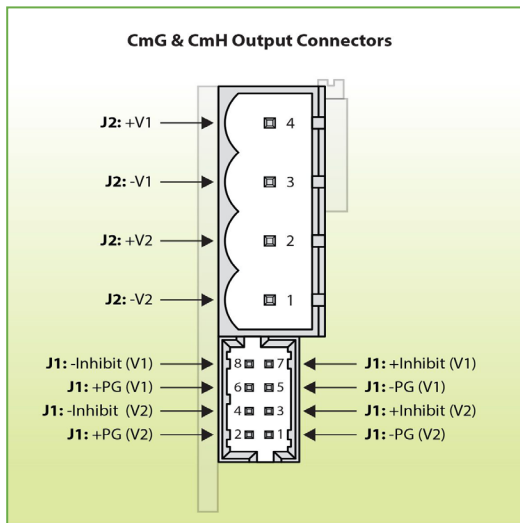 CmG & CmH Output Connectors
J2: +V1 4
J2: -V1 3
J2: +V2 2
J2: -V2 1
J1: -Inhibit (V1) 8 7 J1: +Inhibit (V1)
J1: +PG (V1) 6 5 J1: -PG (V1)
J1: -Inhibit (V2) 4 3 J1: +Inhibit (V2)
J1: +PG (V2) 2 1 J1: -PG (V2)